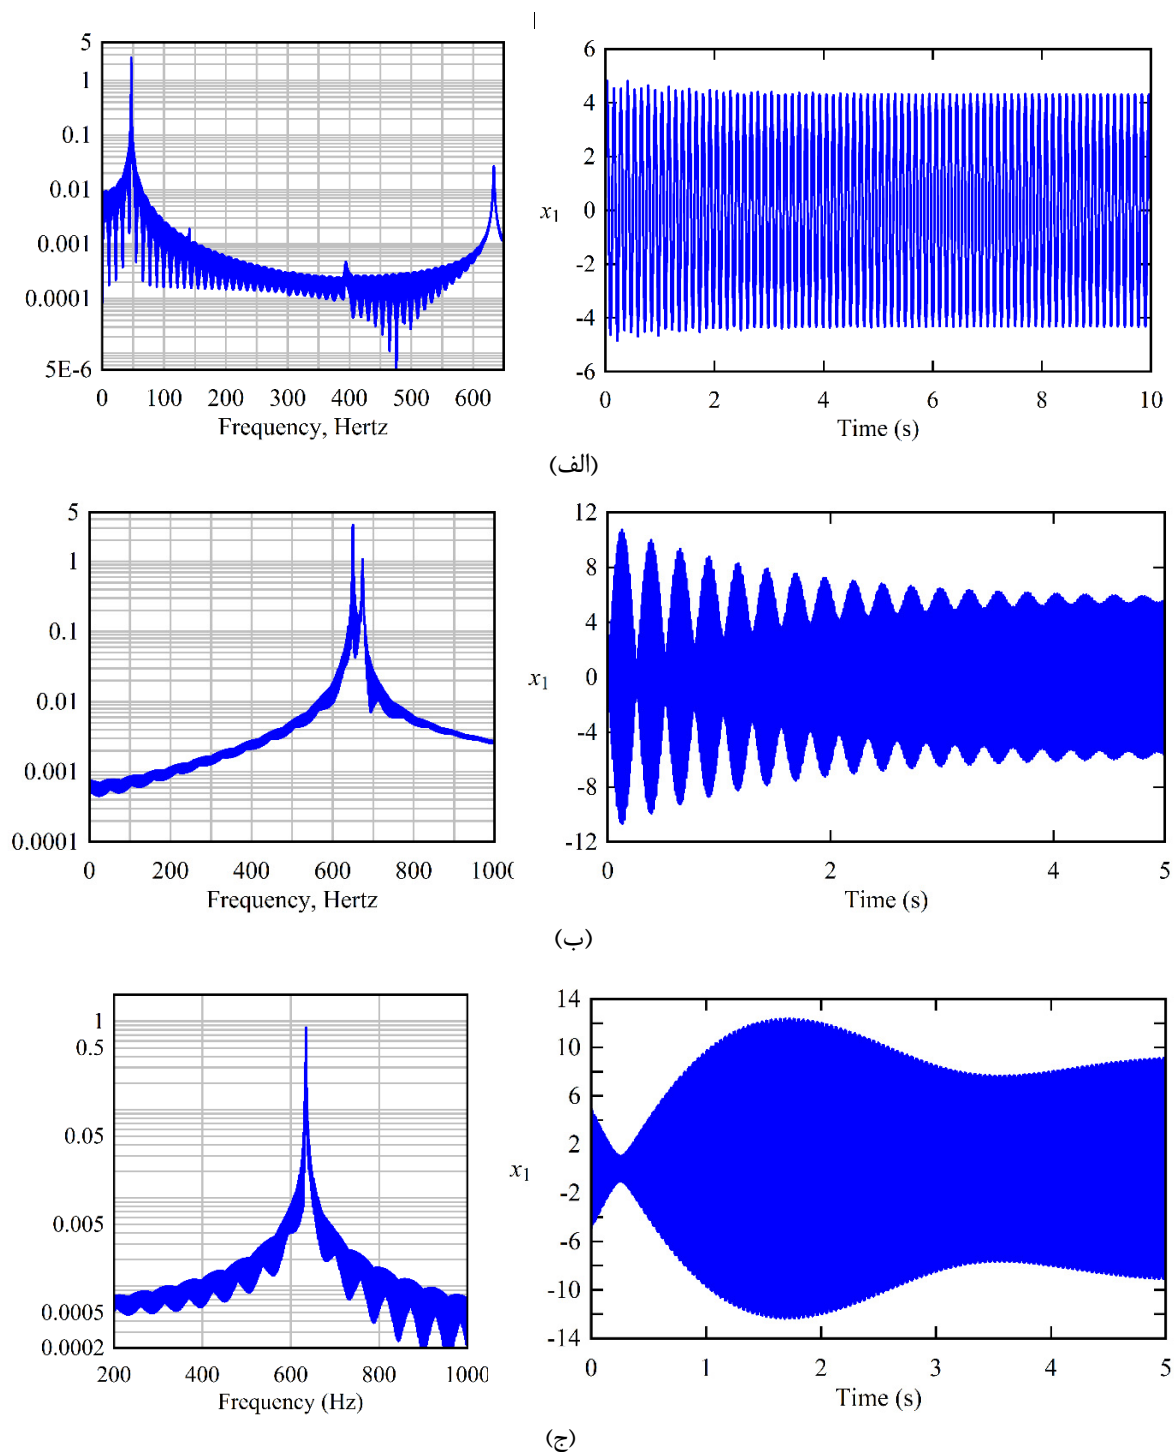 5
1
0.1
0.01
0.001
0.0001
5E-6
0 100 200 300 400 500 600
Frequency, Hertz
6
4
2
0
-2
-4
-6
x1
0 2 4 6 8 10
Time (s)
(الف)
5
1
0.1
0.01
0.001
0.0001
0 200 400 600 800 1000
Frequency, Hertz
12
8
4
0
-4
-8
-12
x1
0 2 4 5
Time (s)
(ب)
1
0.5
0.05
0.005
0.0005
0.0002
200 400 600 800 1000
Frequency (Hz)
14
10
6
2
-2
-6
-10
-14
x1
0 1 2 3 4 5
Time (s)
(ج)